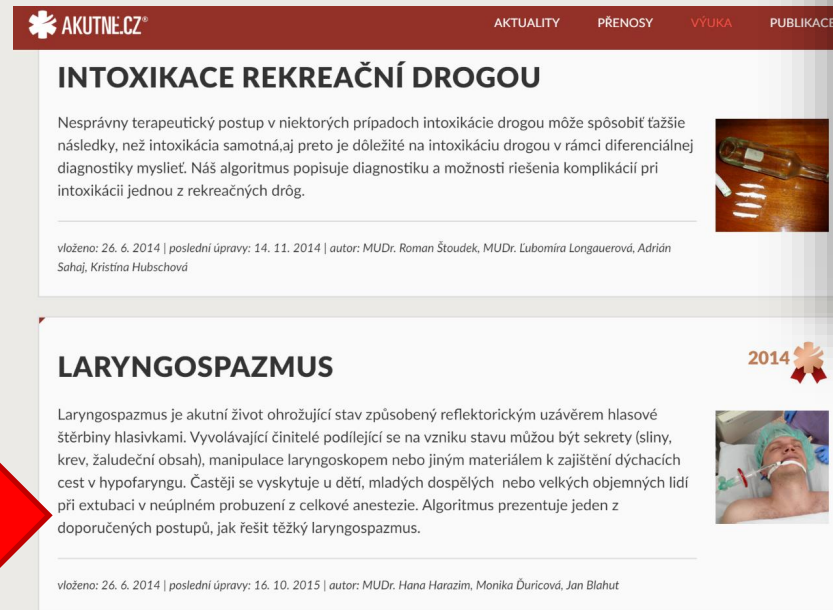 AKUTNE.CZ®
AKTUALITY PŘENOSY VÝUKA PUBLIKACE
INTOXIKACE REKREAČNÍ DROGOU
Nesprávny terapeutický postup v niektorých prípadoch intoxikácie drogou môže spôsobiť ťažšie
následky, než intoxikácia samotná,aj preto je dôležité na intoxikáciu drogou v rámci diferenciálnej
diagnostiky myslieť. Náš algoritmus popisuje diagnostiku a možnosti riešenia komplikácií pri
intoxikácii jednou z rekreačných drôg.
vloženo: 26. 6. 2014 | poslední úpravy: 14. 11. 2014 | autor: MUDr. Roman Štoudek, MUDr. Ľubomíra Longauerová, Adrián
Sahaj, Kristína Hubschová
LARYNGOSPAZMUS
2014
Laryngospazmus je akutní život ohrožující stav způsobený reflektorickým uzávěrem hlasové
štěrbiny hlasivkami. Vyvolávající činitelé podílející se na vzniku stavu můžou být sekrety (sliny,
krev, žaludeční obsah), manipulace laryngoskopem nebo jiným materiálem k zajištění dýchacích
cest v hypofaryngu. Častěji se vyskytuje u dětí, mladých dospělých nebo velkých objemných lidí
při extubaci v neúplném probuzení z celkové anestezie. Algoritmus prezentuje jeden z
doporučených postupů, jak řešit těžký laryngospazmus.
vloženo: 26. 6. 2014 | poslední úpravy: 16. 10. 2015 | autor: MUDr. Hana Harazim, Monika Ďuricová, Jan Blahut